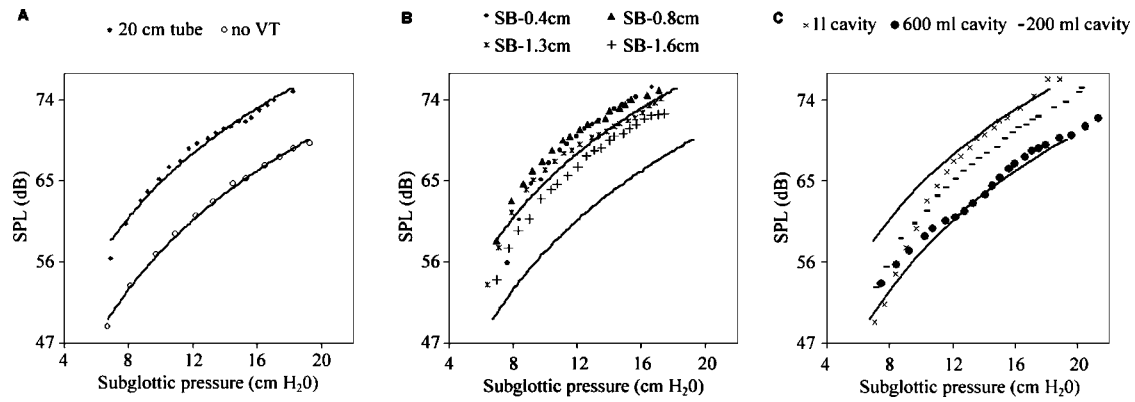 A
20 cm tube no VT
SPL (dB)
74
65
56
47
4 8 12 16 20
Subglottic pressure (cm H₂0)
B
SB-0.4cm SB-0.8cm
SB-1.3cm SB-1.6cm
SPL (dB)
74
65
56
47
4 8 12 16 20
Subglottic pressure (cm H₂0)
C
1l cavity 600 ml cavity 200 ml cavity
SPL (dB)
74
65
56
47
4 8 12 16 20
Subglottic pressure (cm H₂0)